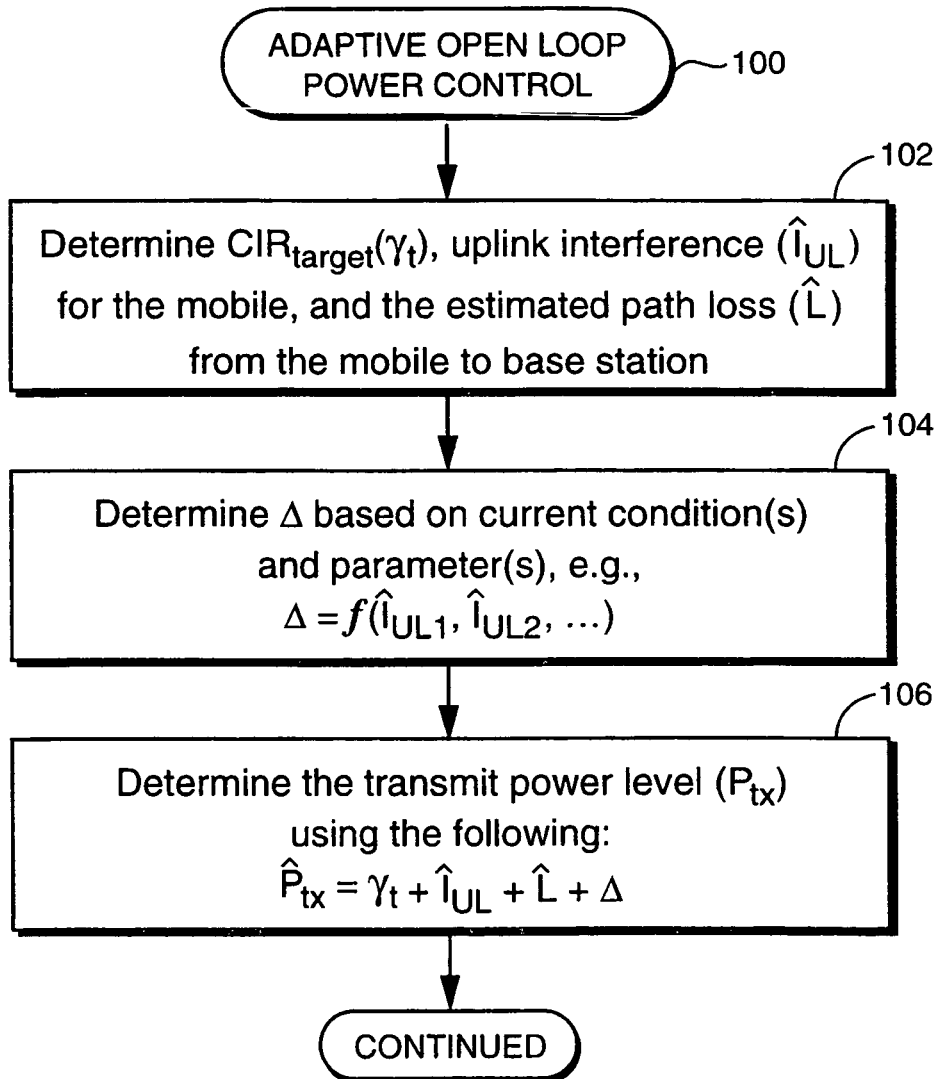 ADAPTIVE OPEN LOOP
POWER CONTROL
100
102
Determine CIR_target(γ_t), uplink interference (Î_UL)
for the mobile, and the estimated path loss (L̂)
from the mobile to base station
104
Determine Δ based on current condition(s)
and parameter(s), e.g.,
Δ = f(Î_UL1, Î_UL2, ...)
106
Determine the transmit power level (P_tx)
using the following:
P̂_tx = γ_t + Î_UL + L̂ + Δ
CONTINUED